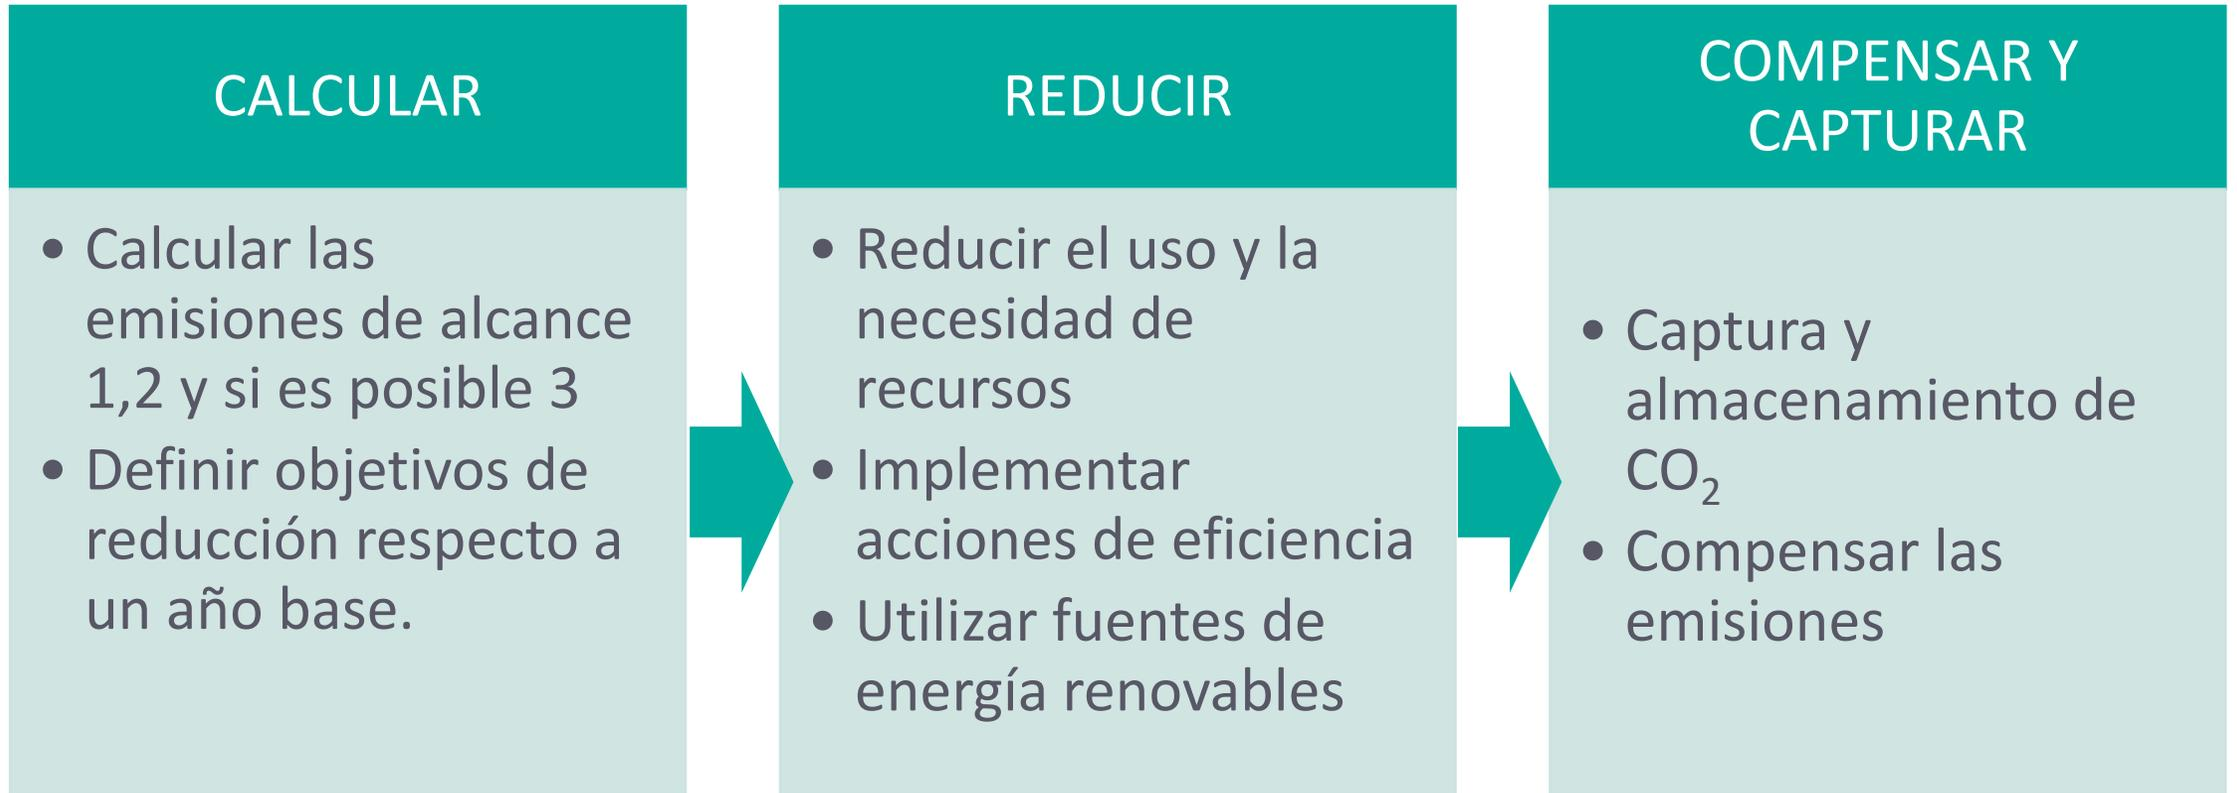 CALCULAR
• Calcular las
emisiones de alcance
1,2 y si es posible 3
• Definir objetivos de
reducción respecto a
un año base.
REDUCIR
• Reducir el uso y la
necesidad de
recursos
• Implementar
acciones de eficiencia
• Utilizar fuentes de
energía renovables
COMPENSAR Y
CAPTURAR
• Captura y
almacenamiento de
CO₂
• Compensar las
emisiones